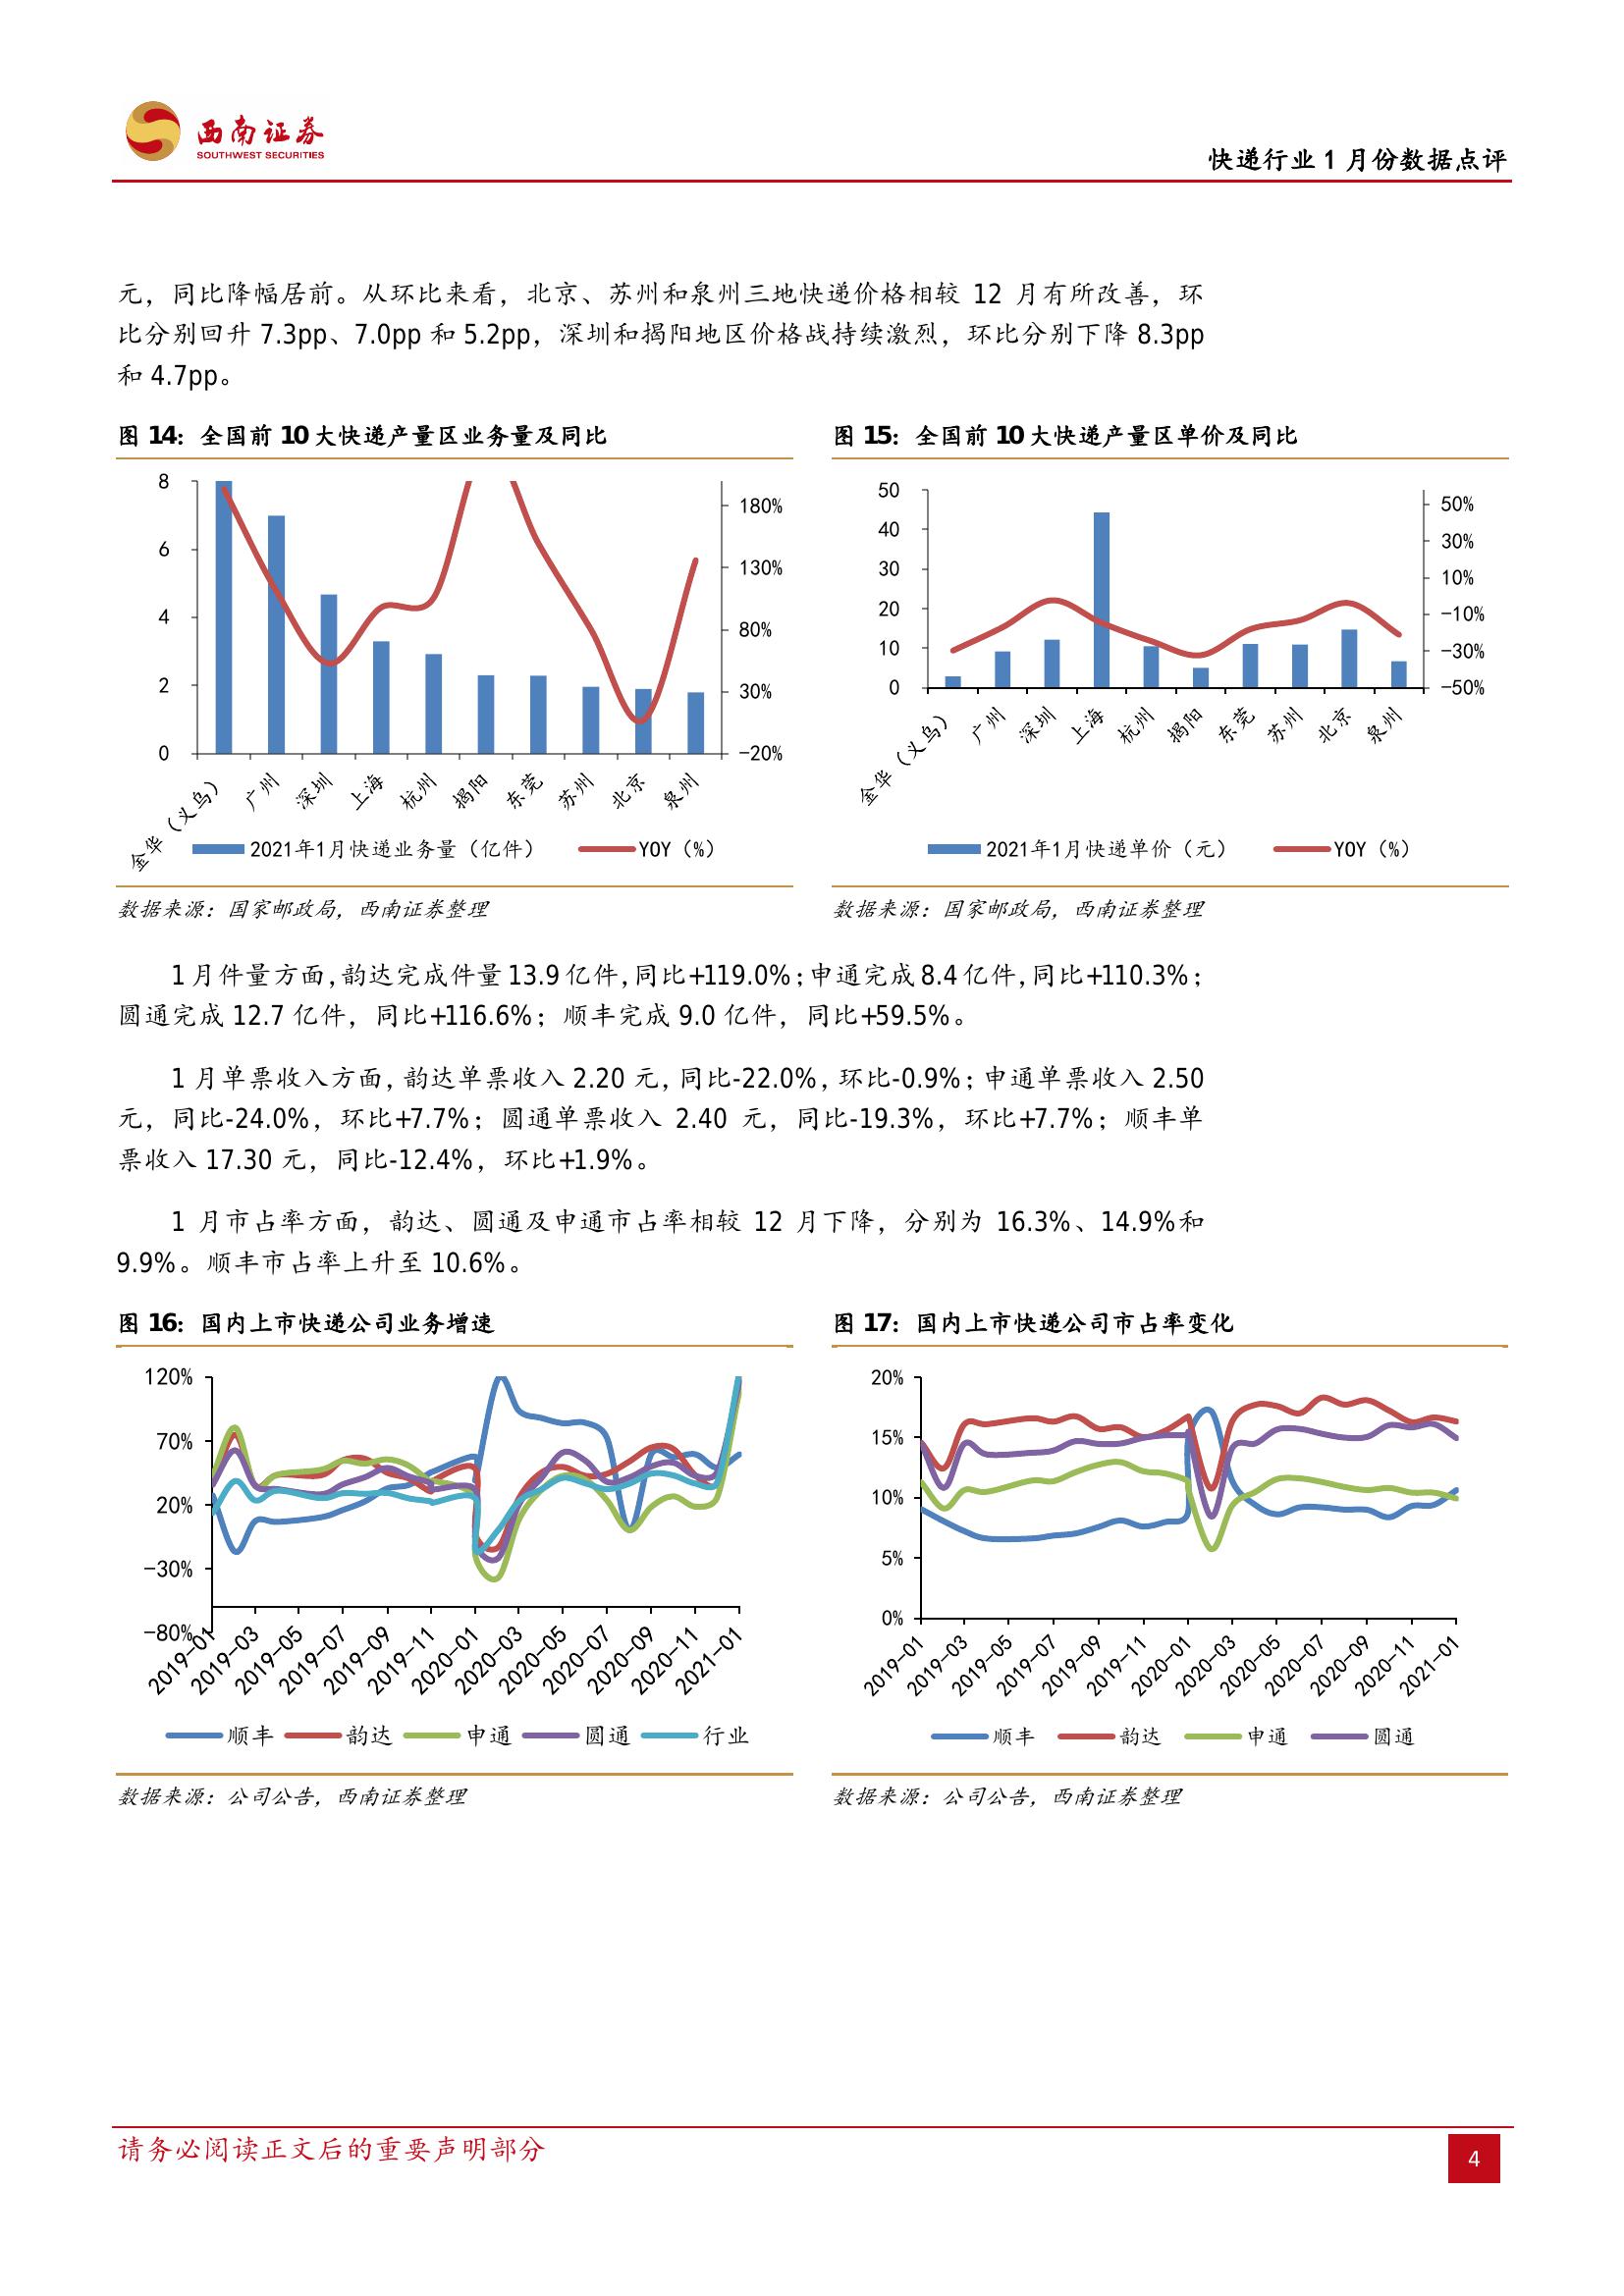 西南证券
SOUTHWEST SECURITIES
快递行业 1 月份数据点评
元，同比降幅居前。从环比来看，北京、苏州和泉州三地快递价格相较 12 月有所改善，环
比分别回升 7.3pp、7.0pp 和 5.2pp，深圳和揭阳地区价格战持续激烈，环比分别下降 8.3pp
和 4.7pp。
图 14：全国前 10 大快递产量区业务量及同比
8
6
4
2
0
180%
130%
80%
30%
-20%
金华（义乌）
广州
深圳
上海
杭州
揭阳
东莞
苏州
北京
泉州
2021年1月快递业务量（亿件）
YOY（%）
数据来源：国家邮政局，西南证券整理
图 15：全国前 10 大快递产量区单价及同比
50
40
30
20
10
0
50%
30%
10%
-10%
-30%
-50%
金华（义乌）
广州
深圳
上海
杭州
揭阳
东莞
苏州
北京
泉州
2021年1月快递单价（元）
YOY（%）
数据来源：国家邮政局，西南证券整理
1 月件量方面，韵达完成件量 13.9 亿件，同比+119.0%；申通完成 8.4 亿件，同比+110.3%；
圆通完成 12.7 亿件，同比+116.6%；顺丰完成 9.0 亿件，同比+59.5%。
1 月单票收入方面，韵达单票收入 2.20 元，同比-22.0%，环比-0.9%；申通单票收入 2.50
元，同比-24.0%，环比+7.7%；圆通单票收入 2.40 元，同比-19.3%，环比+7.7%；顺丰单
票收入 17.30 元，同比-12.4%，环比+1.9%。
1 月市占率方面，韵达、圆通及申通市占率相较 12 月下降，分别为 16.3%、14.9%和
9.9%。顺丰市占率上升至 10.6%。
图 16：国内上市快递公司业务增速
120%
70%
20%
-30%
-80%
2019-01
2019-03
2019-05
2019-07
2019-09
2019-11
2020-01
2020-03
2020-05
2020-07
2020-09
2020-11
2021-01
顺丰
韵达
申通
圆通
行业
数据来源：公司公告，西南证券整理
图 17：国内上市快递公司市占率变化
20%
15%
10%
5%
0%
2019-01
2019-03
2019-05
2019-07
2019-09
2019-11
2020-01
2020-03
2020-05
2020-07
2020-09
2020-11
2021-01
顺丰
韵达
申通
圆通
数据来源：公司公告，西南证券整理
请务必阅读正文后的重要声明部分
4